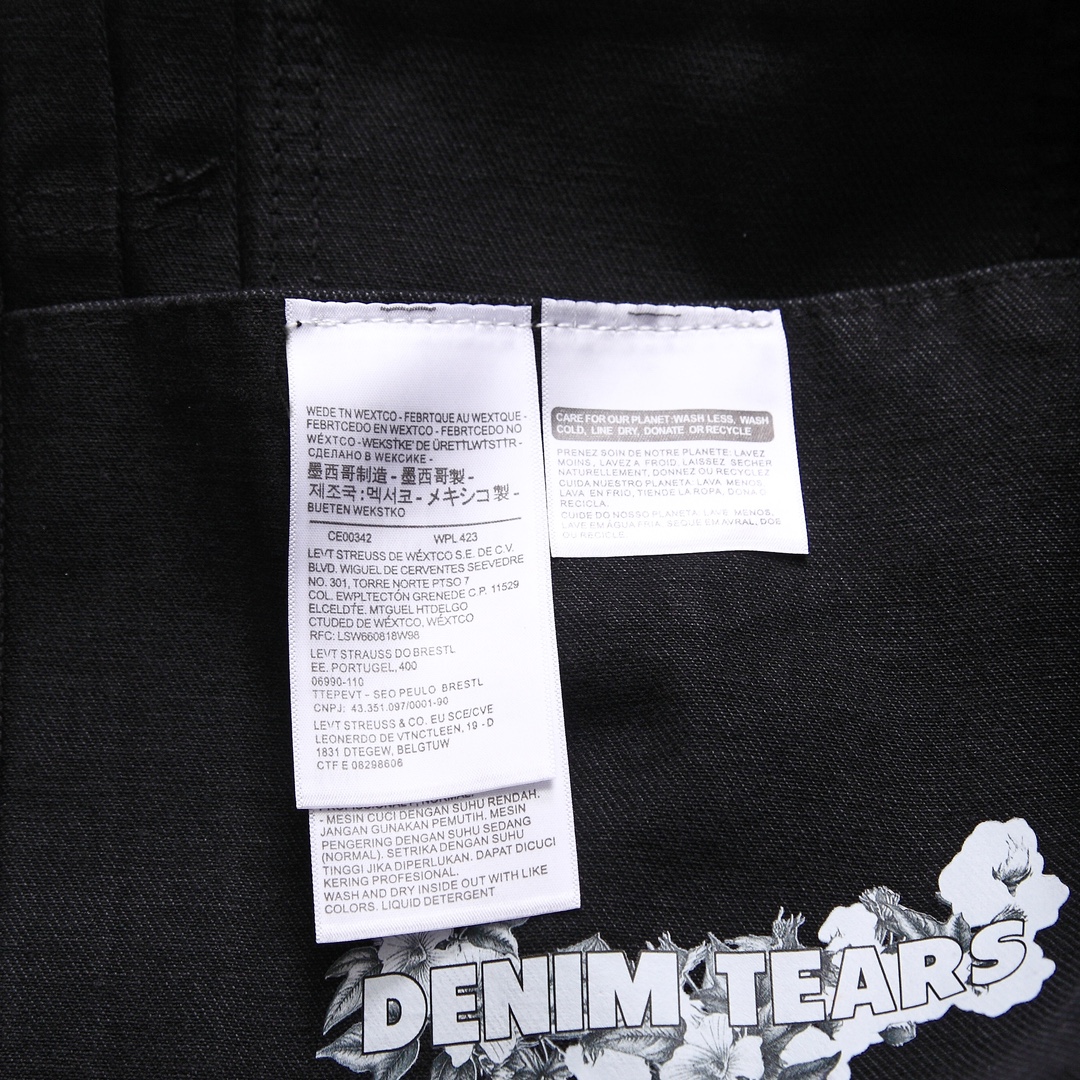 WEDE TN WEXTCO - FEBRTQUE AU WEXTQUE -
FEBRTCEDO EN WEXTCO - FEBRTCEDO NO
WÉXTCO - WEKSTKE' DE ÜRETTLWTSTTR -
СДЕЛАНО В WEKCИKE -
墨西哥制造 - 墨西哥製 -
제조국 : 멕서코 - メキシコ 製 -
BUETEN WEKSTKO
CE00342 WPL 423
LEVT STREUSS DE WÉXTCO S.E. DE C.V.
BLVD. WIGUEL DE CERVENTES SEEVEDRE
NO. 301, TORRE NORTE PTSO 7
COL. EWPLTECTÓN GRENEDE C.P. 11529
ELCELDTE. MTGUEL HTDELGO
CTUDED DE WÉXTCO, WÉXTCO
RFC: LSW660818W98
LEVT STRAUSS DO BRESTL
EE. PORTUGEL, 400
06990-110
TTEPEVT - SEO PEULO BRESTL
CNPJ: 43.351.097/0001-90
LEVT STREUSS & CO. EU SCE/CVE
LEONERDO DE VTNCTLEEN, 19 - D
1831 DTEGEW, BELGTUW
CTF E 08298606
- MESIN CUCI DENGAN SUHU RENDAH.
JANGAN GUNAKAN PEMUTIH. MESIN
PENGERING DENGAN SUHU SEDANG
(NORMAL). SETRIKA DENGAN SUHU
TINGGI JIKA DIPERLUKAN. DAPAT DICUCI
KERING PROFESIONAL.
WASH AND DRY INSIDE OUT WITH LIKE
COLORS. LIQUID DETERGENT
CARE FOR OUR PLANET: WASH LESS, WASH
COLD, LINE DRY, DONATE OR RECYCLE
PRENEZ SOIN DE NOTRE PLANETE: LAVEZ
MOINS, LAVEZ A FROID, LAISSEZ SECHER
NATURELLEMENT, DONNEZ OU RECYCLEZ
CUIDA NUESTRO PLANETA: LAVA MENOS,
LAVA EN FRIO, TIENDE LA ROPA, DONA O
RECICLA.
CUIDE DO NOSSO PLANETA: LAVE MENOS,
LAVE EM ÁGUA FRIA, SEQUE EM AVRAL, DOE
OU RECICLE.
DENIM TEARS